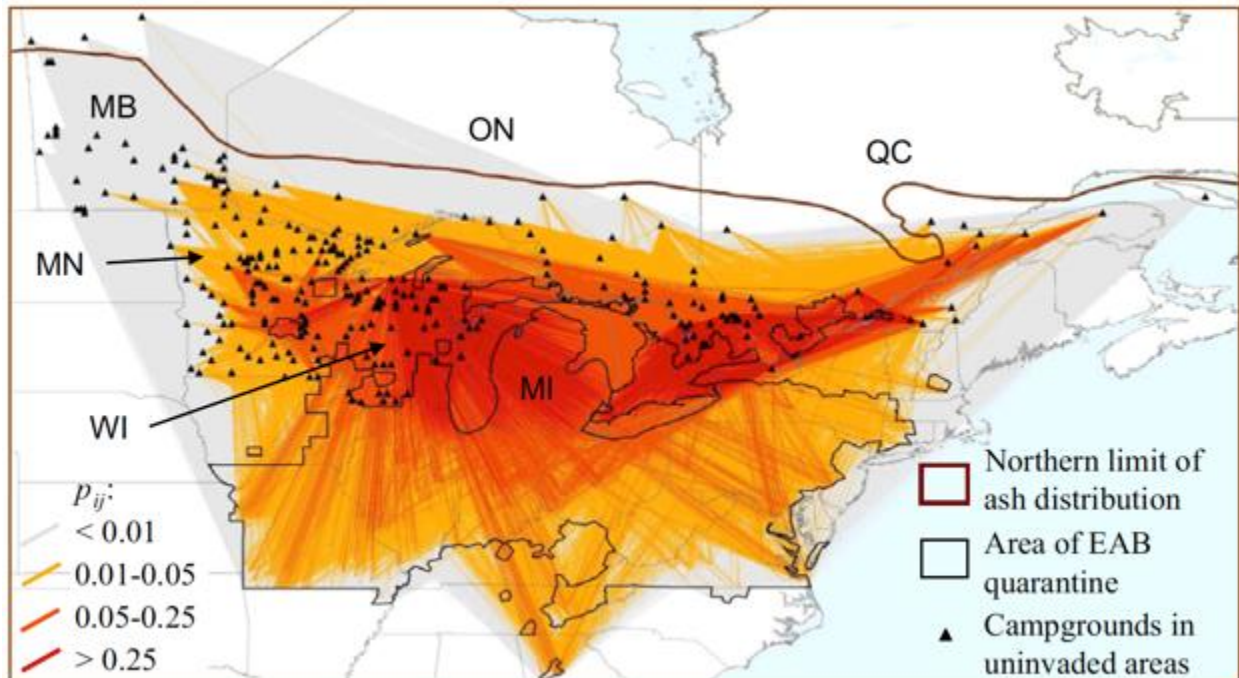 MB
ON
QC
MN
WI
MI
p_ij:
< 0.01
0.01-0.05
0.05-0.25
> 0.25
Northern limit of
ash distribution
Area of EAB
quarantine
Campgrounds in
uninvaded areas